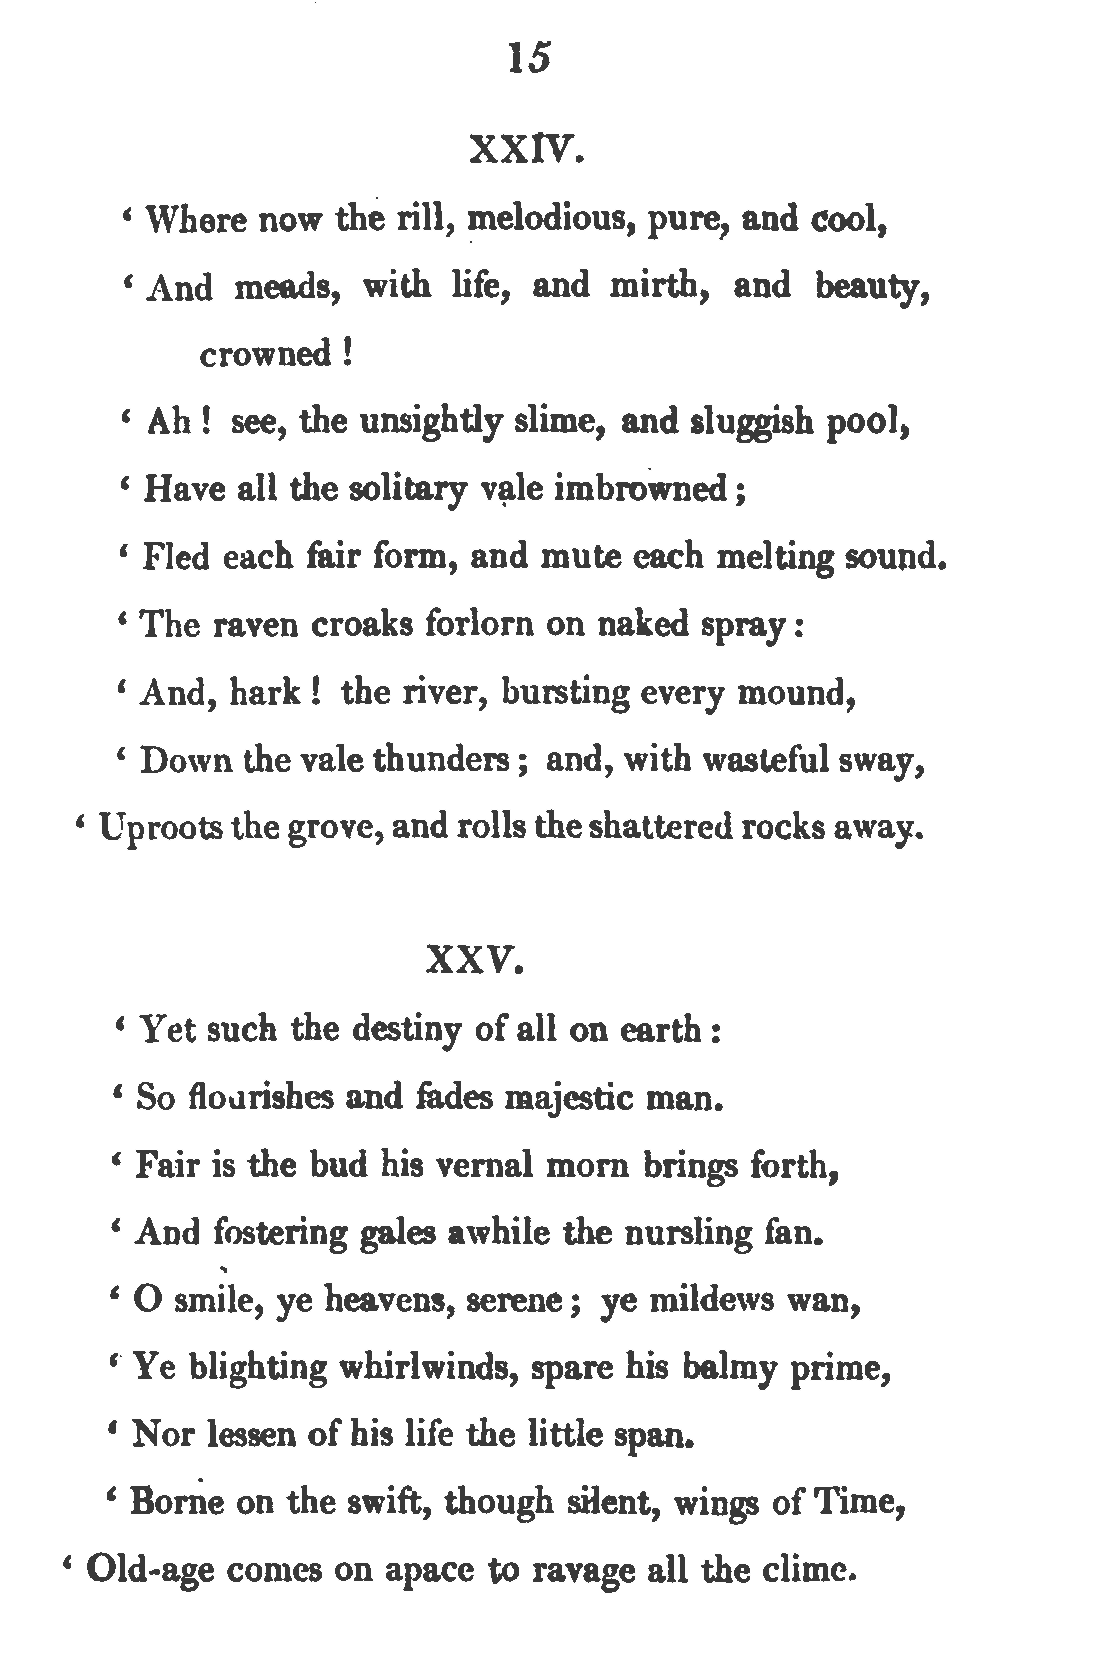 15
XXIV.
‘ Where now the rill, melodious, pure, and cool,
‘ And meads, with life, and mirth, and beauty,
crowned !
‘ Ah ! see, the unsightly slime, and sluggish pool,
‘ Have all the solitary vale imbrowned ;
‘ Fled each fair form, and mute each melting sound.
‘ The raven croaks forlorn on naked spray :
‘ And, hark ! the river, bursting every mound,
‘ Down the vale thunders ; and, with wasteful sway,
‘ Uproots the grove, and rolls the shattered rocks away.
XXV.
‘ Yet such the destiny of all on earth :
‘ So flourishes and fades majestic man.
‘ Fair is the bud his vernal morn brings forth,
‘ And fostering gales awhile the nursling fan.
‘ O smile, ye heavens, serene ; ye mildews wan,
‘ Ye blighting whirlwinds, spare his balmy prime,
‘ Nor lessen of his life the little span.
‘ Borne on the swift, though silent, wings of Time,
‘ Old-age comes on apace to ravage all the clime.